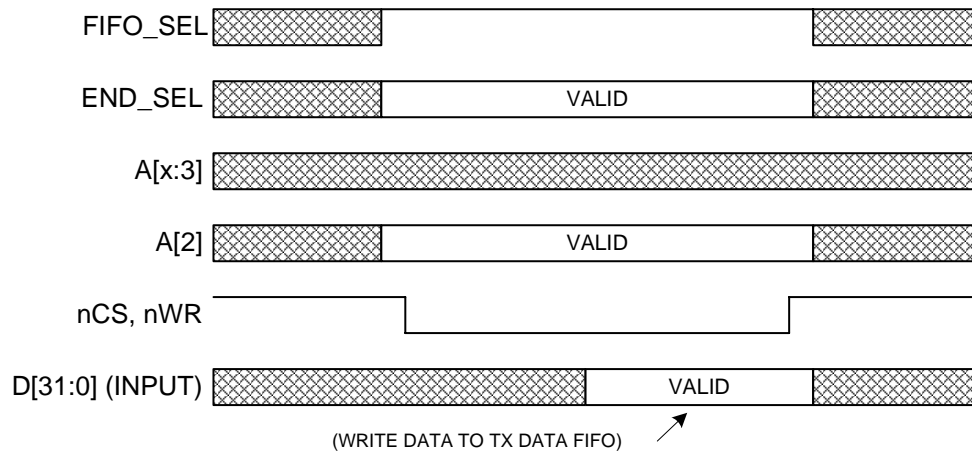 FIFO_SEL
END_SEL
VALID
A[x:3]
A[2]
VALID
nCS, nWR
D[31:0] (INPUT)
VALID
(WRITE DATA TO TX DATA FIFO)